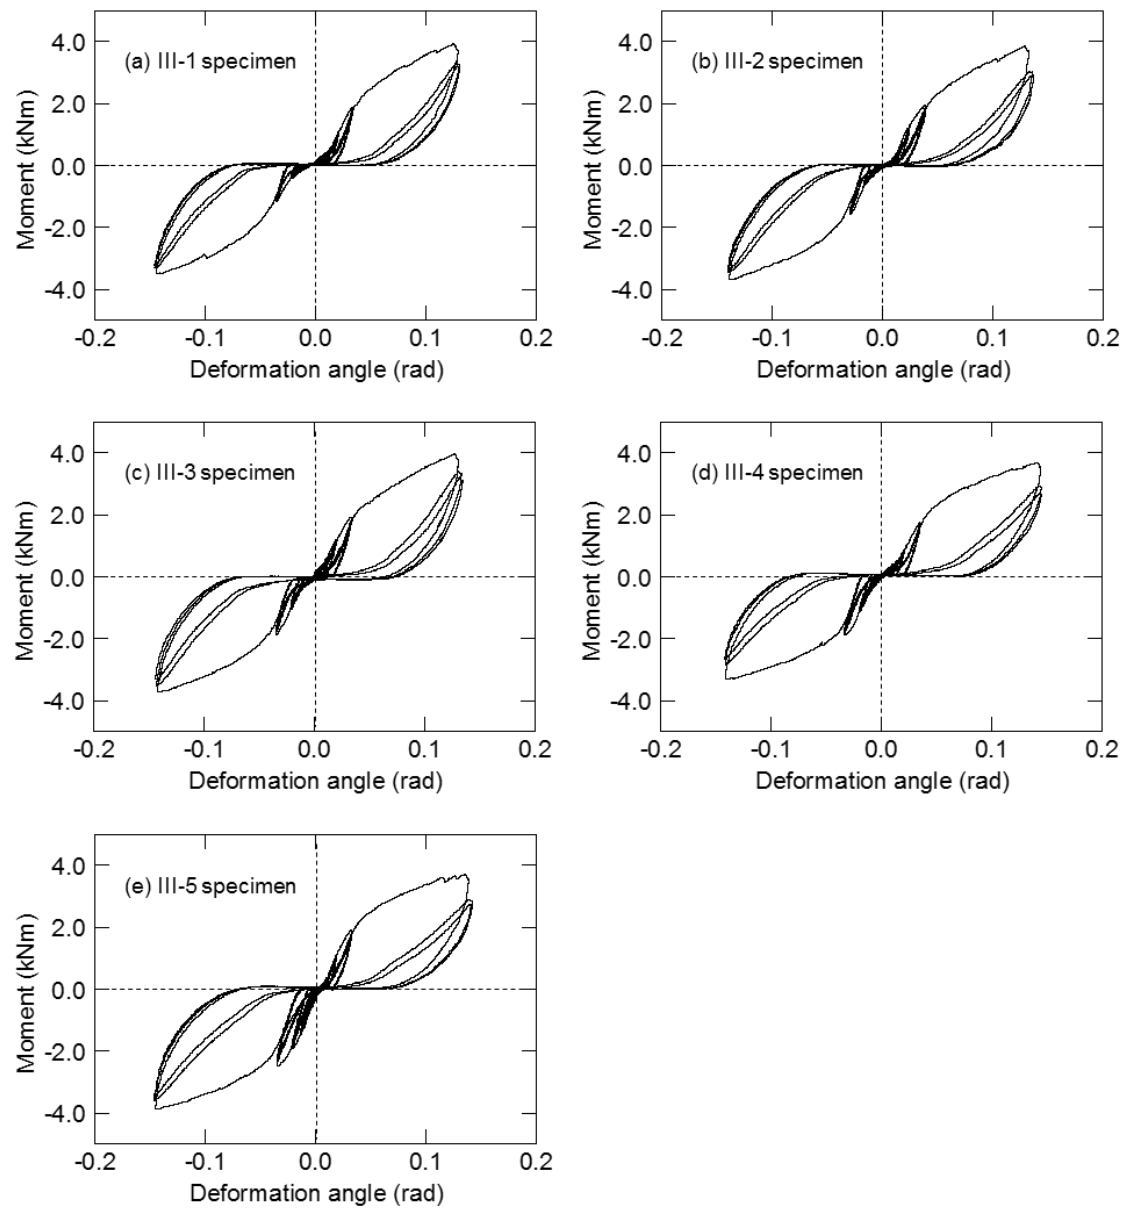 4.0
(a) III-1 specimen
2.0
0.0
-2.0
-4.0
Moment (kNm)
-0.2 -0.1 0.0 0.1 0.2
Deformation angle (rad)
4.0
(b) III-2 specimen
2.0
0.0
-2.0
-4.0
Moment (kNm)
-0.2 -0.1 0.0 0.1 0.2
Deformation angle (rad)
4.0
(c) III-3 specimen
2.0
0.0
-2.0
-4.0
Moment (kNm)
-0.2 -0.1 0.0 0.1 0.2
Deformation angle (rad)
4.0
(d) III-4 specimen
2.0
0.0
-2.0
-4.0
Moment (kNm)
-0.2 -0.1 0.0 0.1 0.2
Deformation angle (rad)
4.0
(e) III-5 specimen
2.0
0.0
-2.0
-4.0
Moment (kNm)
-0.2 -0.1 0.0 0.1 0.2
Deformation angle (rad)